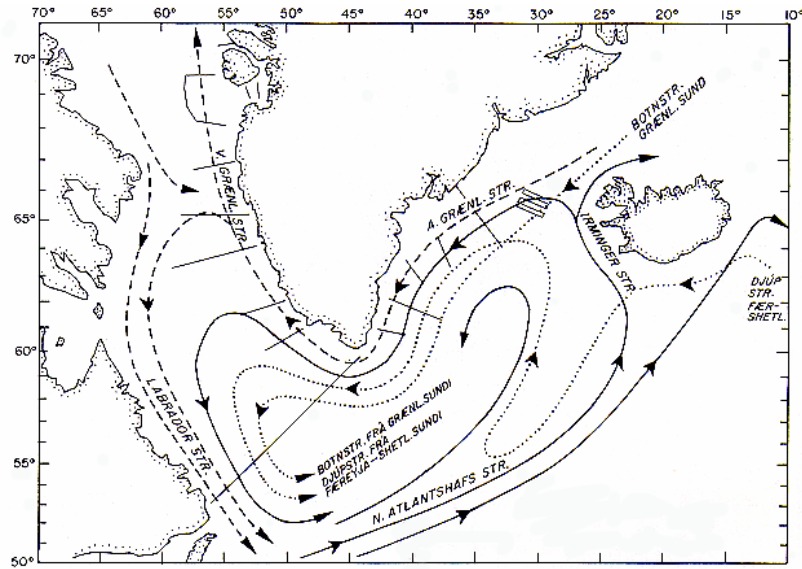 70° 65° 60° 55° 50° 45° 40° 35° 30° 25° 20° 15° 10°
70°
65°
60°
55°
50°
BOTNSTR.
GRÆNL. SUND
V. GRÆNL. STR.
A. GRÆNL. STR.
IRMINGER STR.
DJÚP
STR.
FÆR-
SHETL.
LABRADOR STR.
BOTNSTR. FRÁ GRÆNL. SUNDI
DJÚPSTR. FRÁ
FÆREYJA-SHETL. SUNDI
N. ATLANTSHAFS STR.